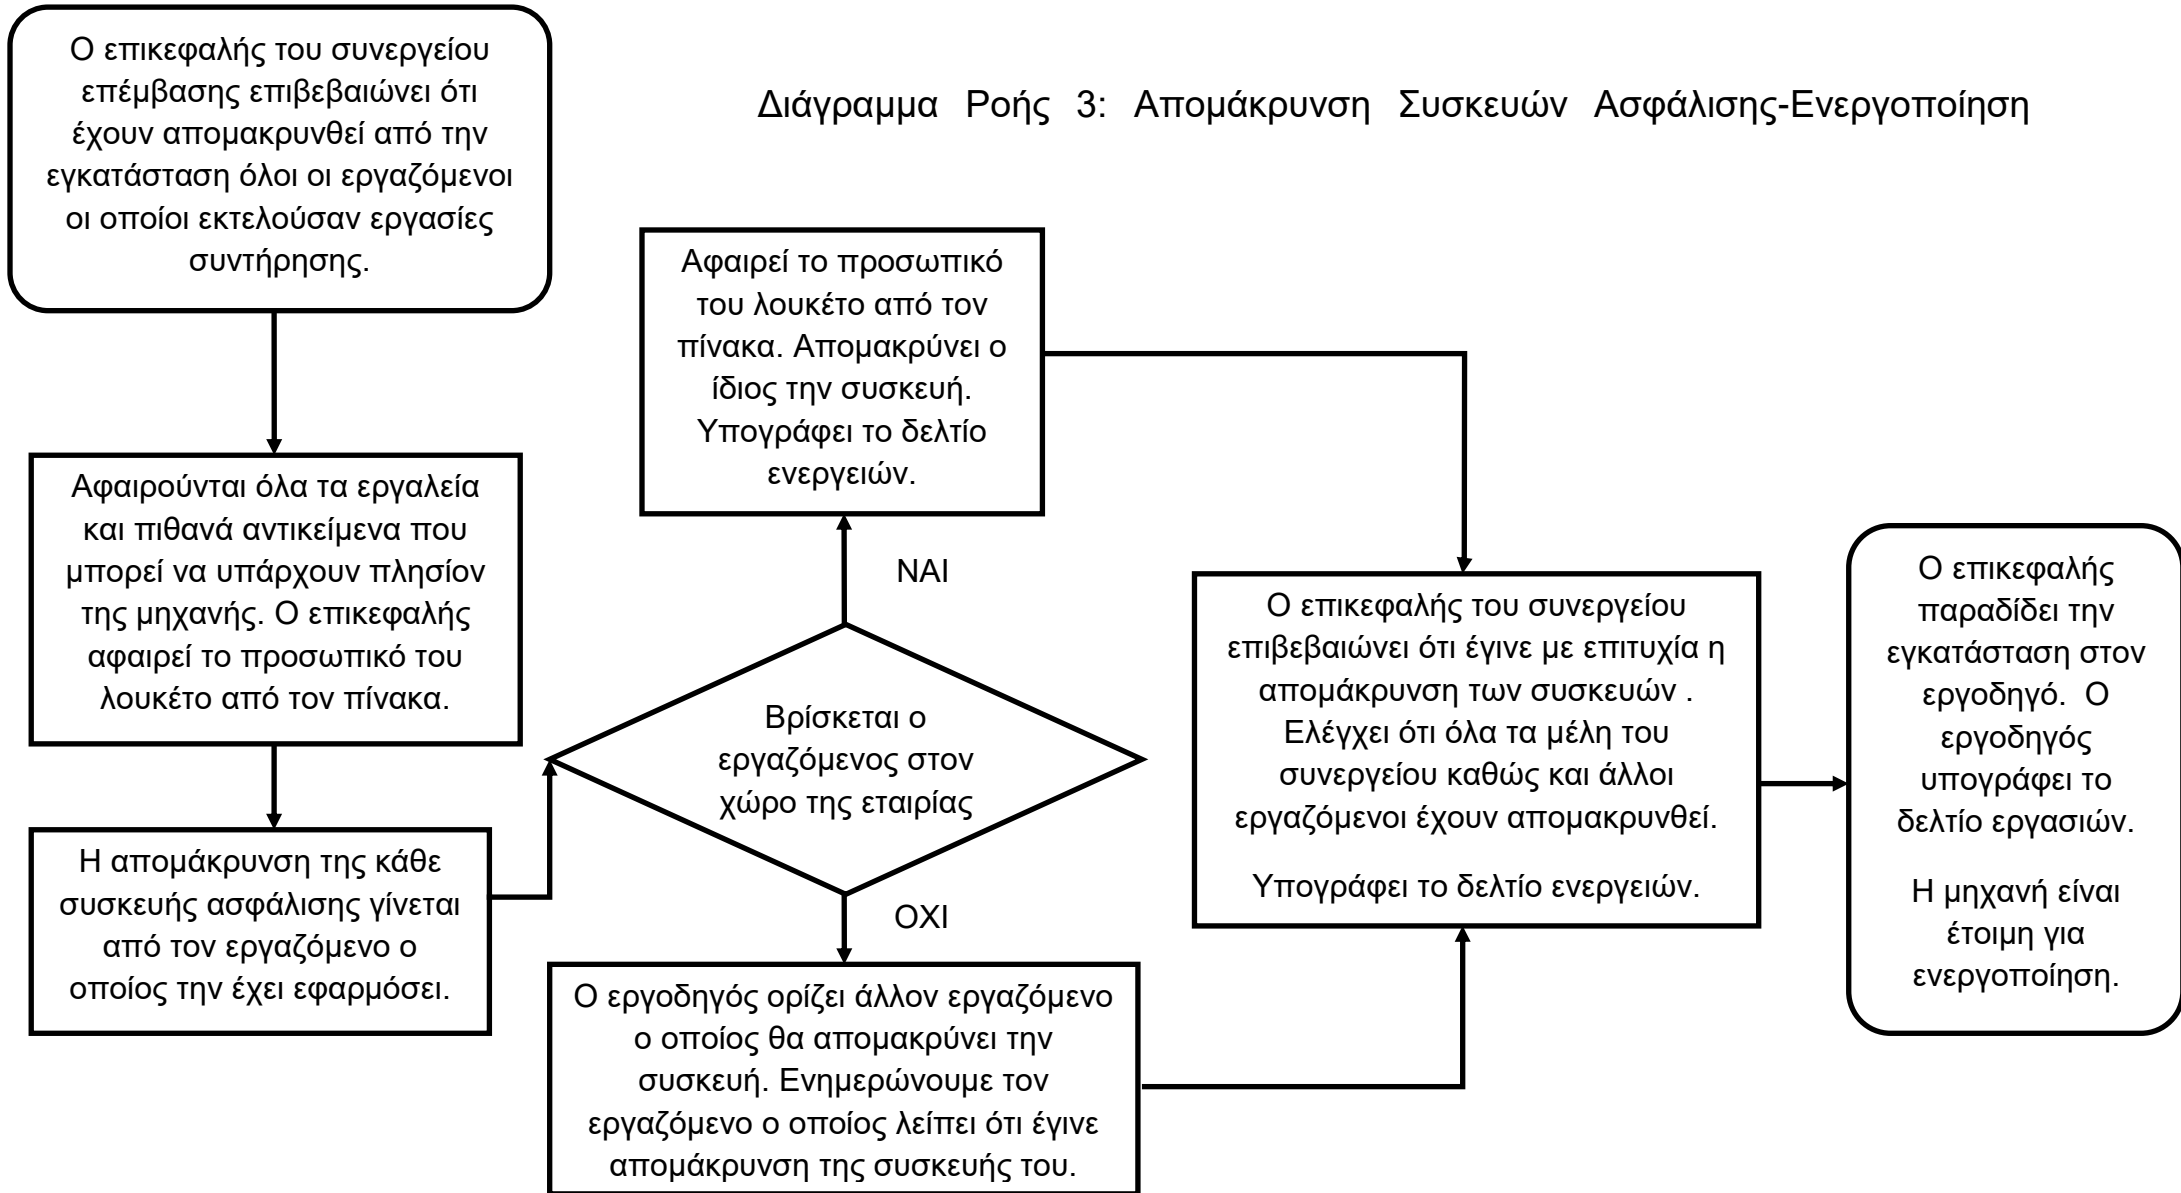 Διάγραμμα Ροής 3: Απομάκρυνση Συσκευών Ασφάλισης-Ενεργοποίηση
Ο επικεφαλής του συνεργείου
επέμβασης επιβεβαιώνει ότι
έχουν απομακρυνθεί από την
εγκατάσταση όλοι οι εργαζόμενοι
οι οποίοι εκτελούσαν εργασίες
συντήρησης.
Αφαιρούνται όλα τα εργαλεία
και πιθανά αντικείμενα που
μπορεί να υπάρχουν πλησίον
της μηχανής. Ο επικεφαλής
αφαιρεί το προσωπικό του
λουκέτο από τον πίνακα.
Η απομάκρυνση της κάθε
συσκευής ασφάλισης γίνεται
από τον εργαζόμενο ο
οποίος την έχει εφαρμόσει.
Βρίσκεται ο
εργαζόμενος στον
χώρο της εταιρίας
ΝΑΙ
Αφαιρεί το προσωπικό
του λουκέτο από τον
πίνακα. Απομακρύνει ο
ίδιος την συσκευή.
Υπογράφει το δελτίο
ενεργειών.
ΟΧΙ
Ο εργοδηγός ορίζει άλλον εργαζόμενο
ο οποίος θα απομακρύνει την
συσκευή. Ενημερώνουμε τον
εργαζόμενο ο οποίος λείπει ότι έγινε
απομάκρυνση της συσκευής του.
Ο επικεφαλής του συνεργείου
επιβεβαιώνει ότι έγινε με επιτυχία η
απομάκρυνση των συσκευών .
Ελέγχει ότι όλα τα μέλη του
συνεργείου καθώς και άλλοι
εργαζόμενοι έχουν απομακρυνθεί.
Υπογράφει το δελτίο ενεργειών.
Ο επικεφαλής
παραδίδει την
εγκατάσταση στον
εργοδηγό. Ο
εργοδηγός
υπογράφει το
δελτίο εργασιών.
Η μηχανή είναι
έτοιμη για
ενεργοποίηση.